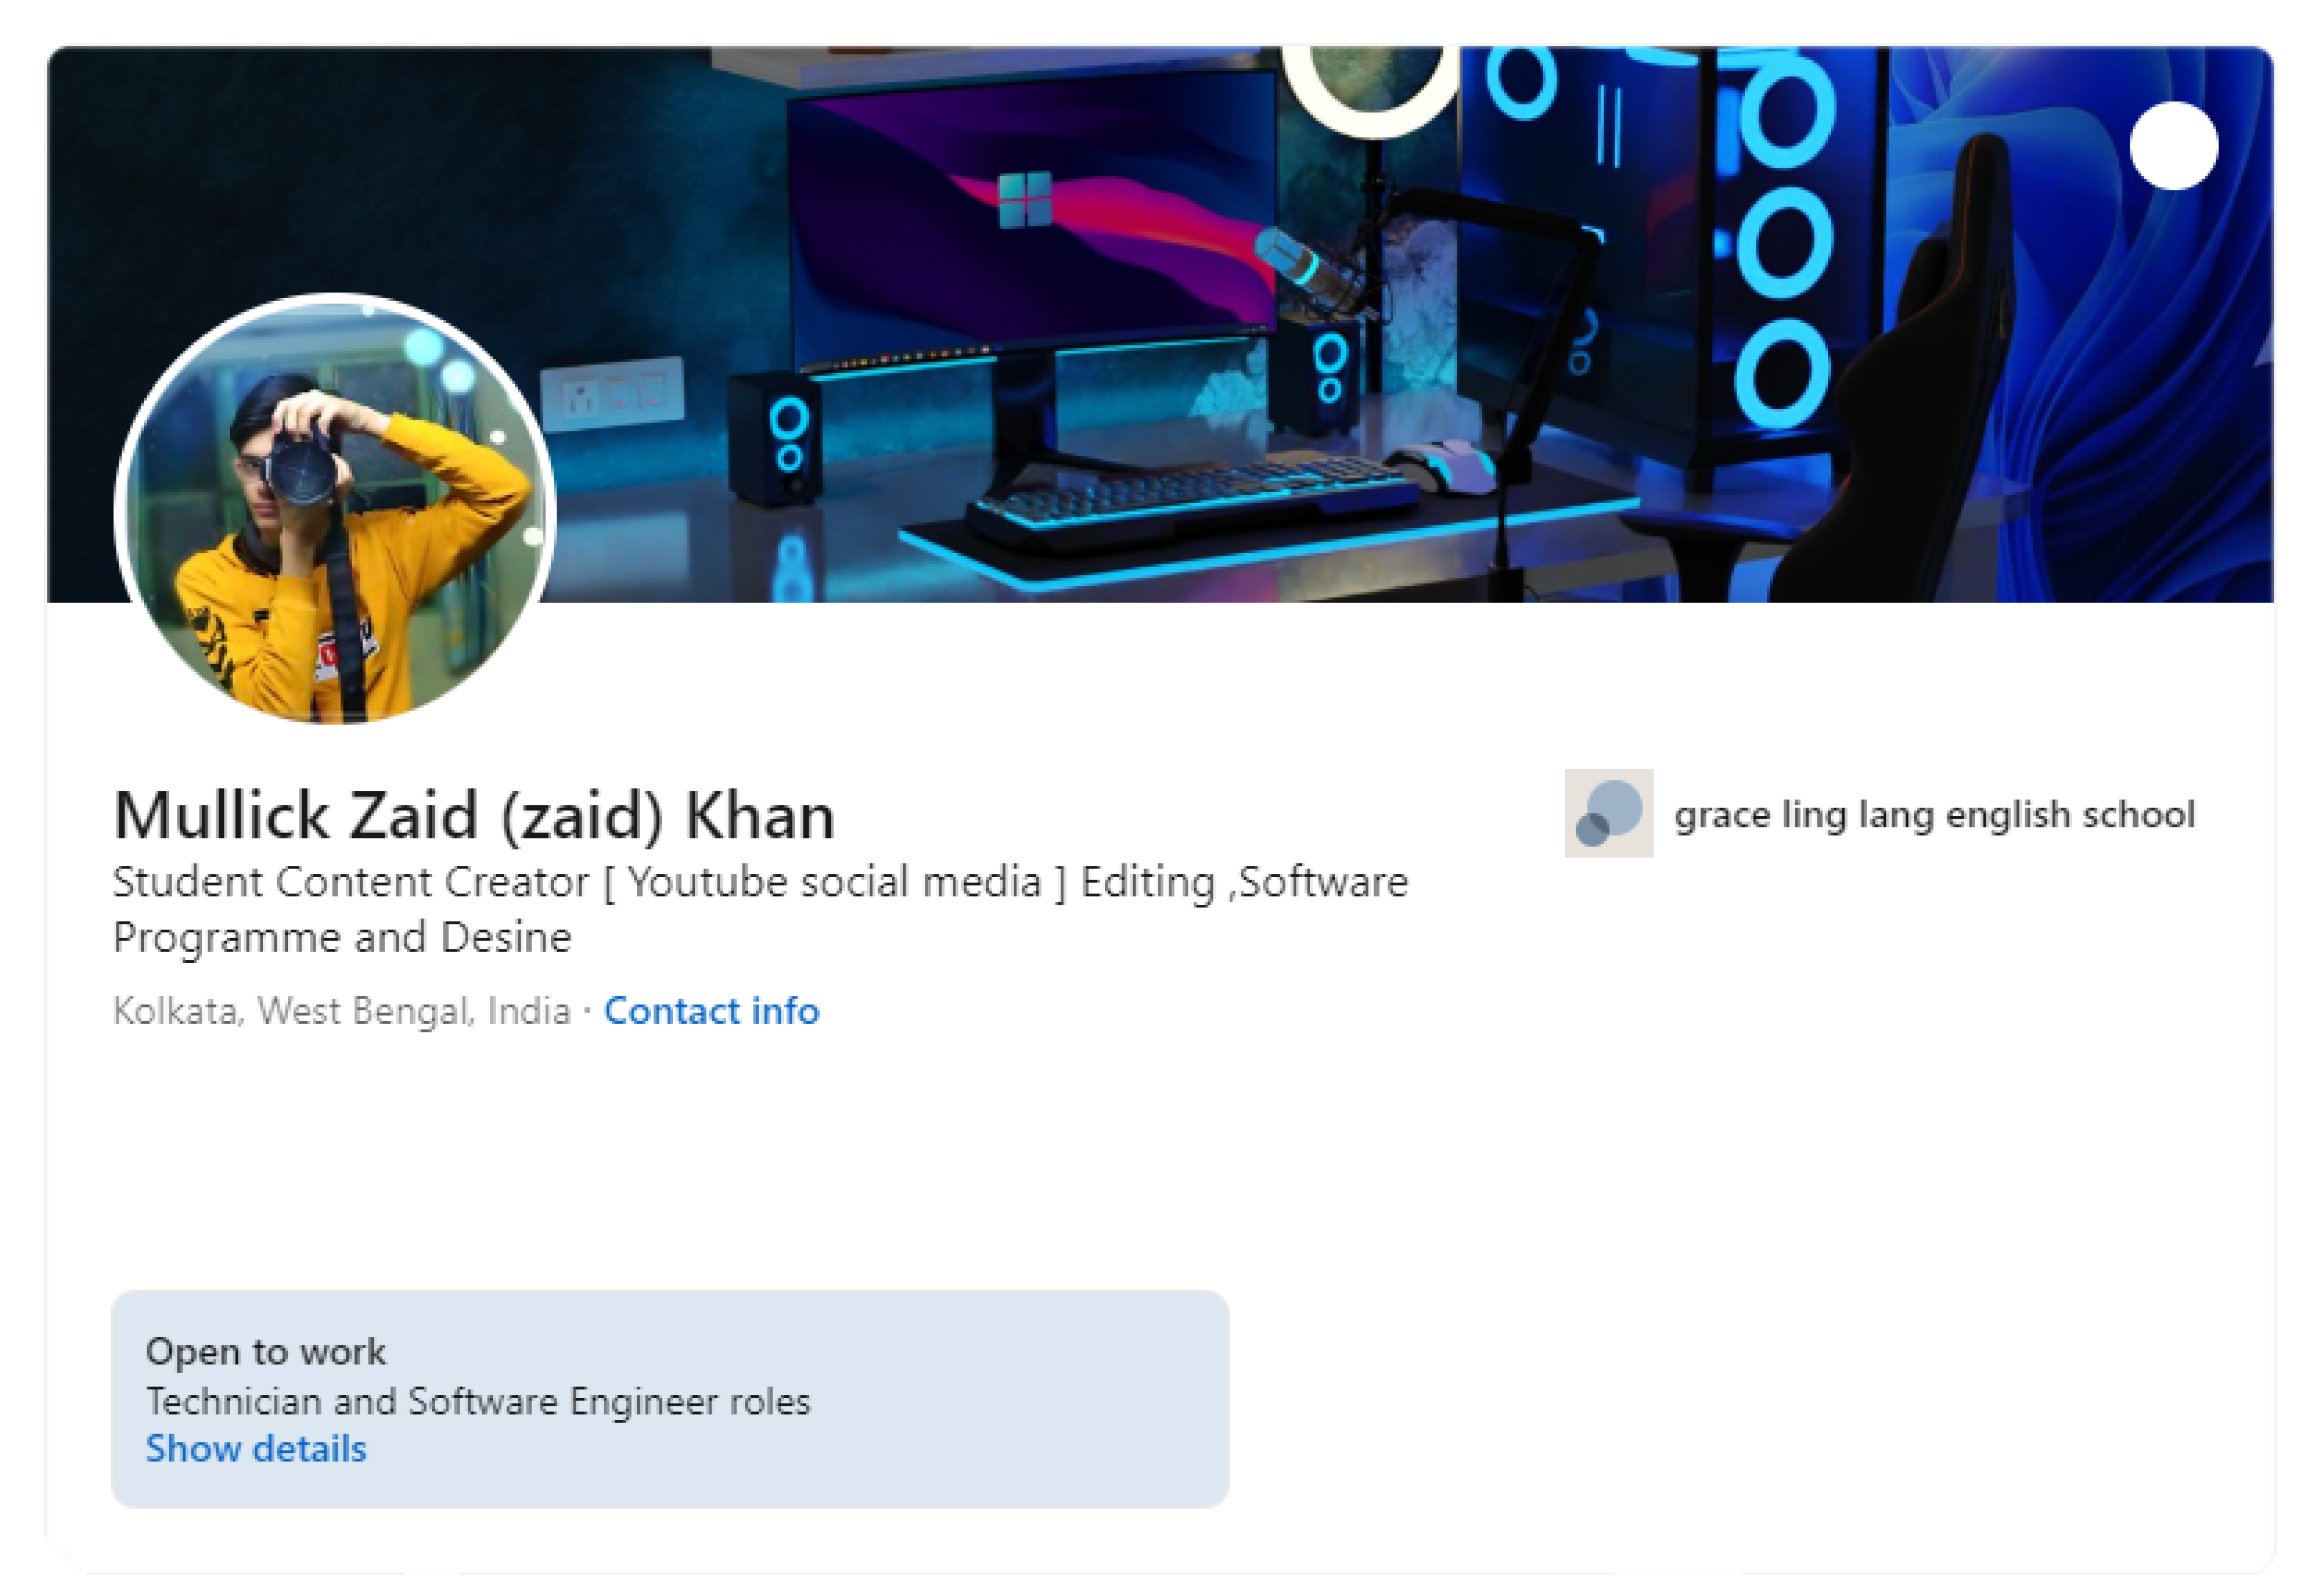 Mullick Zaid (zaid) Khan
grace ling lang english school
Student Content Creator [ Youtube social media ] Editing ,Software
Programme and Desine
Kolkata, West Bengal, India · Contact info
Open to work
Technician and Software Engineer roles
Show details